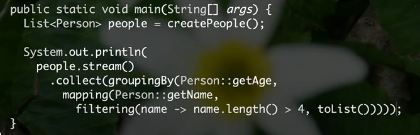 public static void main(String[] args) {
List<Person> people = createPeople();
System.out.println(
people.stream()
.collect(groupingBy(Person::getAge,
mapping(Person::getName,
filtering(name -> name.length() > 4, toList()))));
}